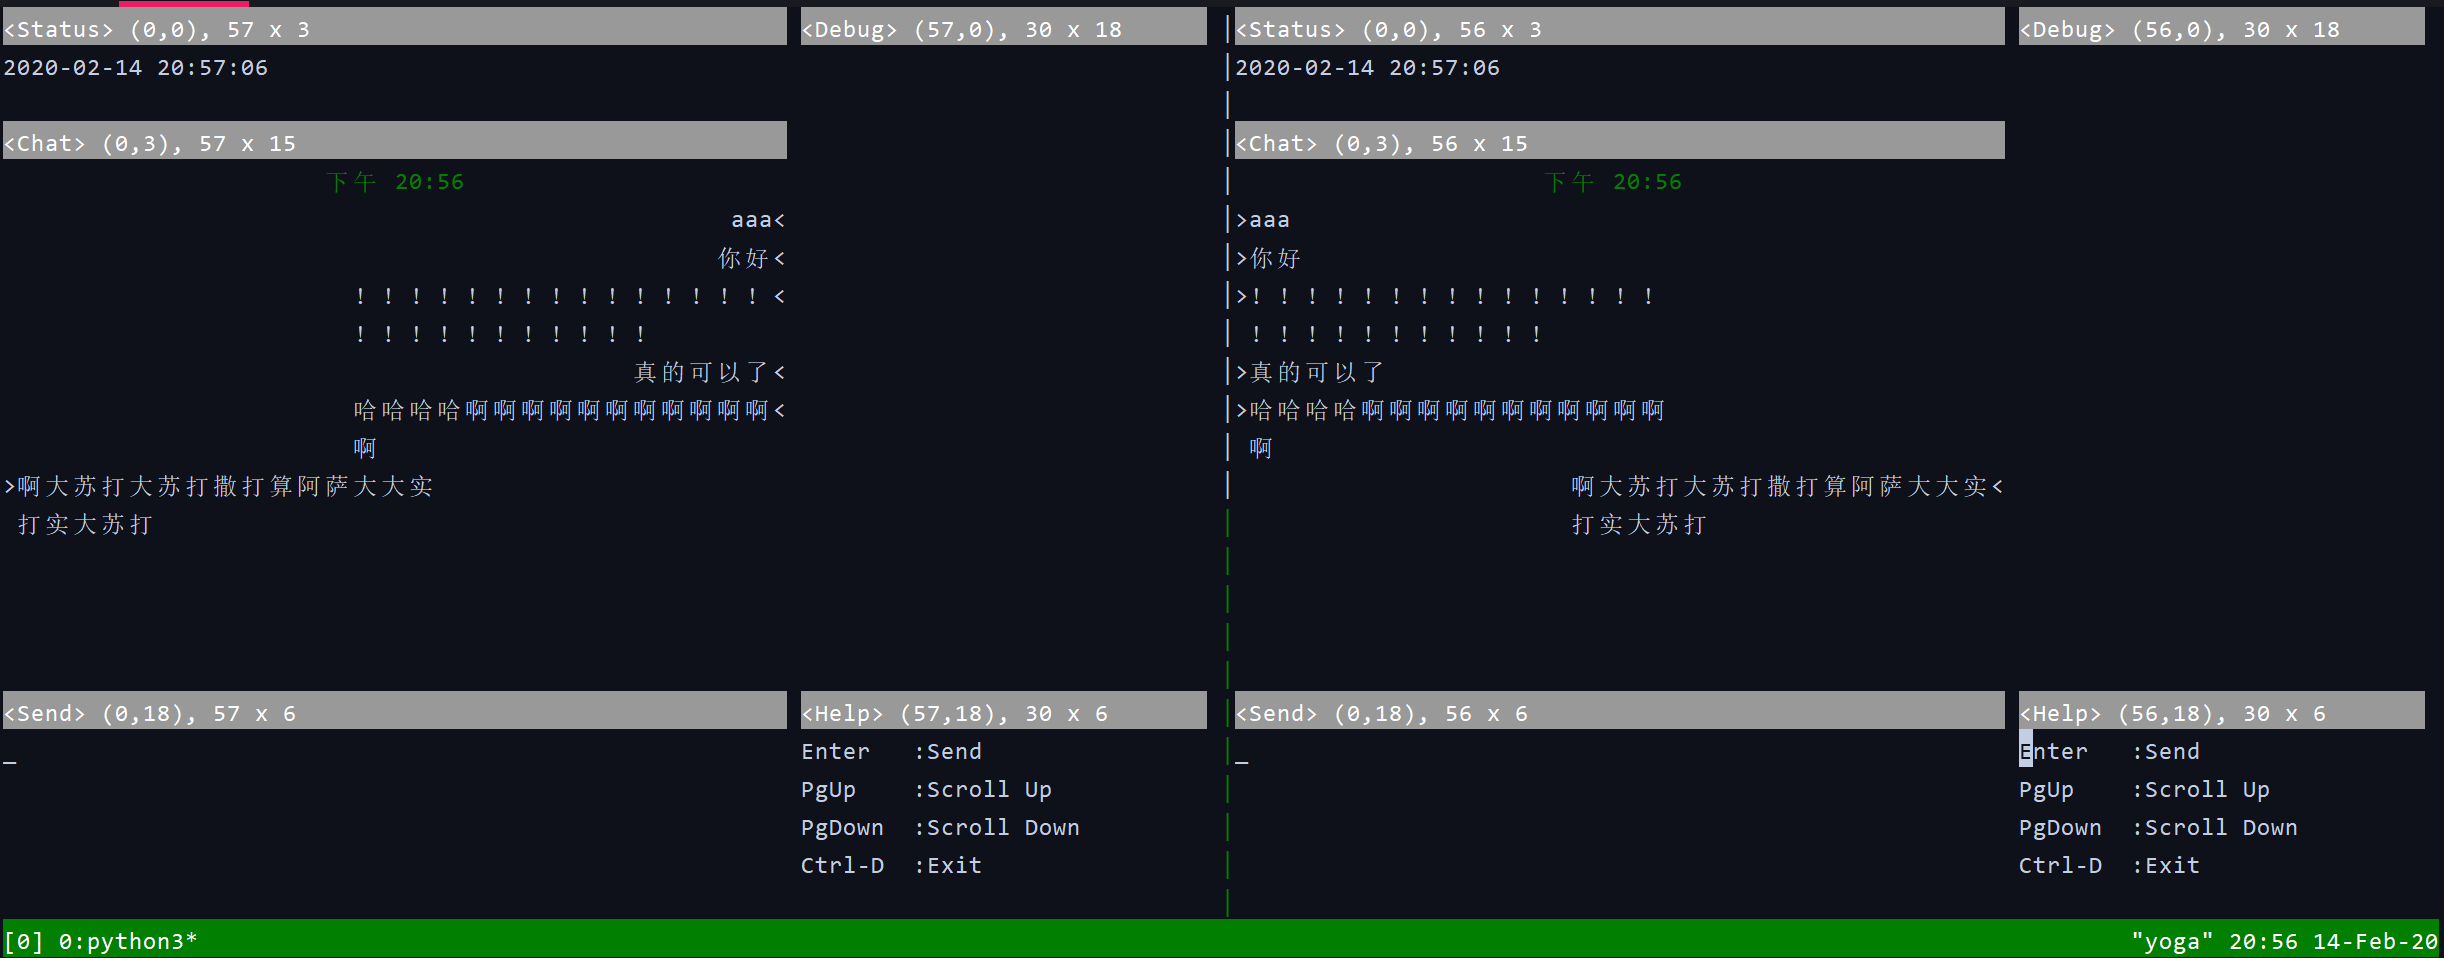 <Status> (0,0), 57 x 3
2020-02-14 20:57:06
<Chat> (0,3), 57 x 15
下午 20:56
aaa<
你好<
！！！！！！！！！！！！！！！<
！！！！！！！！！！！
真的可以了<
哈哈哈哈啊啊啊啊啊啊啊啊啊啊啊<
啊
>啊大苏打大苏打撒打算阿萨大大实
打实大苏打
<Send> (0,18), 57 x 6
_
<Debug> (57,0), 30 x 18
<Help> (57,18), 30 x 6
Enter   :Send
PgUp    :Scroll Up
PgDown  :Scroll Down
Ctrl-D  :Exit
<Status> (0,0), 56 x 3
2020-02-14 20:57:06
<Chat> (0,3), 56 x 15
下午 20:56
>aaa
>你好
>！！！！！！！！！！！！！！！
！！！！！！！！！！！
>真的可以了
>哈哈哈哈啊啊啊啊啊啊啊啊啊啊啊
啊
啊大苏打大苏打撒打算阿萨大大实<
打实大苏打
<Send> (0,18), 56 x 6
_
<Debug> (56,0), 30 x 18
<Help> (56,18), 30 x 6
Enter   :Send
PgUp    :Scroll Up
PgDown  :Scroll Down
Ctrl-D  :Exit
[0] 0:python3*
"yoga" 20:56 14-Feb-20